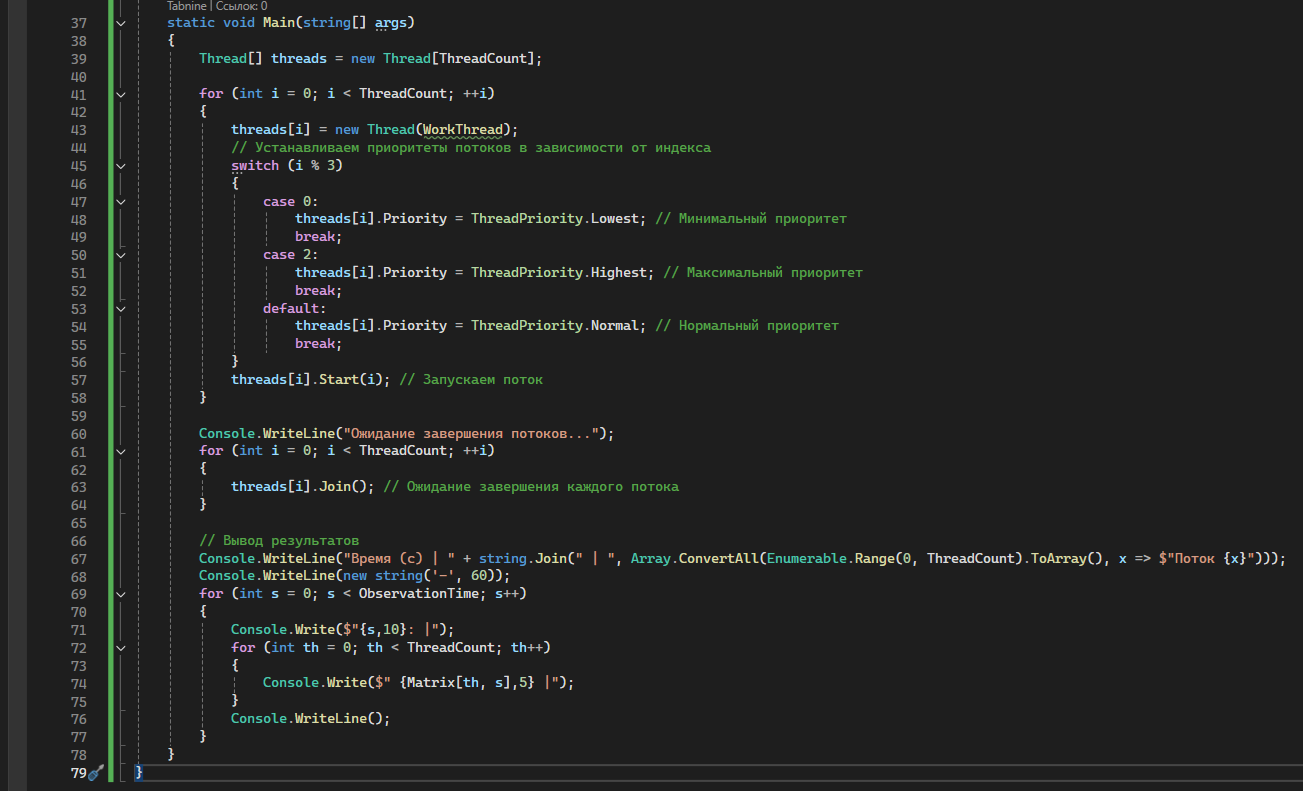 Tabnine | Ссылок: 0
37 static void Main(string[] args)
38 {
39 Thread[] threads = new Thread[ThreadCount];
40
41 for (int i = 0; i < ThreadCount; ++i)
42 {
43 threads[i] = new Thread(WorkThread);
44 // Устанавливаем приоритеты потоков в зависимости от индекса
45 switch (i % 3)
46 {
47 case 0:
48 threads[i].Priority = ThreadPriority.Lowest; // Минимальный приоритет
49 break;
50 case 2:
51 threads[i].Priority = ThreadPriority.Highest; // Максимальный приоритет
52 break;
53 default:
54 threads[i].Priority = ThreadPriority.Normal; // Нормальный приоритет
55 break;
56 }
57 threads[i].Start(i); // Запускаем поток
58 }
59
60 Console.WriteLine("Ожидание завершения потоков...");
61 for (int i = 0; i < ThreadCount; ++i)
62 {
63 threads[i].Join(); // Ожидание завершения каждого потока
64 }
65
66 // Вывод результатов
67 Console.WriteLine("Время (с) | " + string.Join(" | ", Array.ConvertAll(Enumerable.Range(0, ThreadCount).ToArray(), x => $"Поток {x}")));
68 Console.WriteLine(new string('-', 60));
69 for (int s = 0; s < ObservationTime; s++)
70 {
71 Console.Write($"{s,10}: |");
72 for (int th = 0; th < ThreadCount; th++)
73 {
74 Console.Write($" {Matrix[th, s],5} |");
75 }
76 Console.WriteLine();
77 }
78 }
79 }